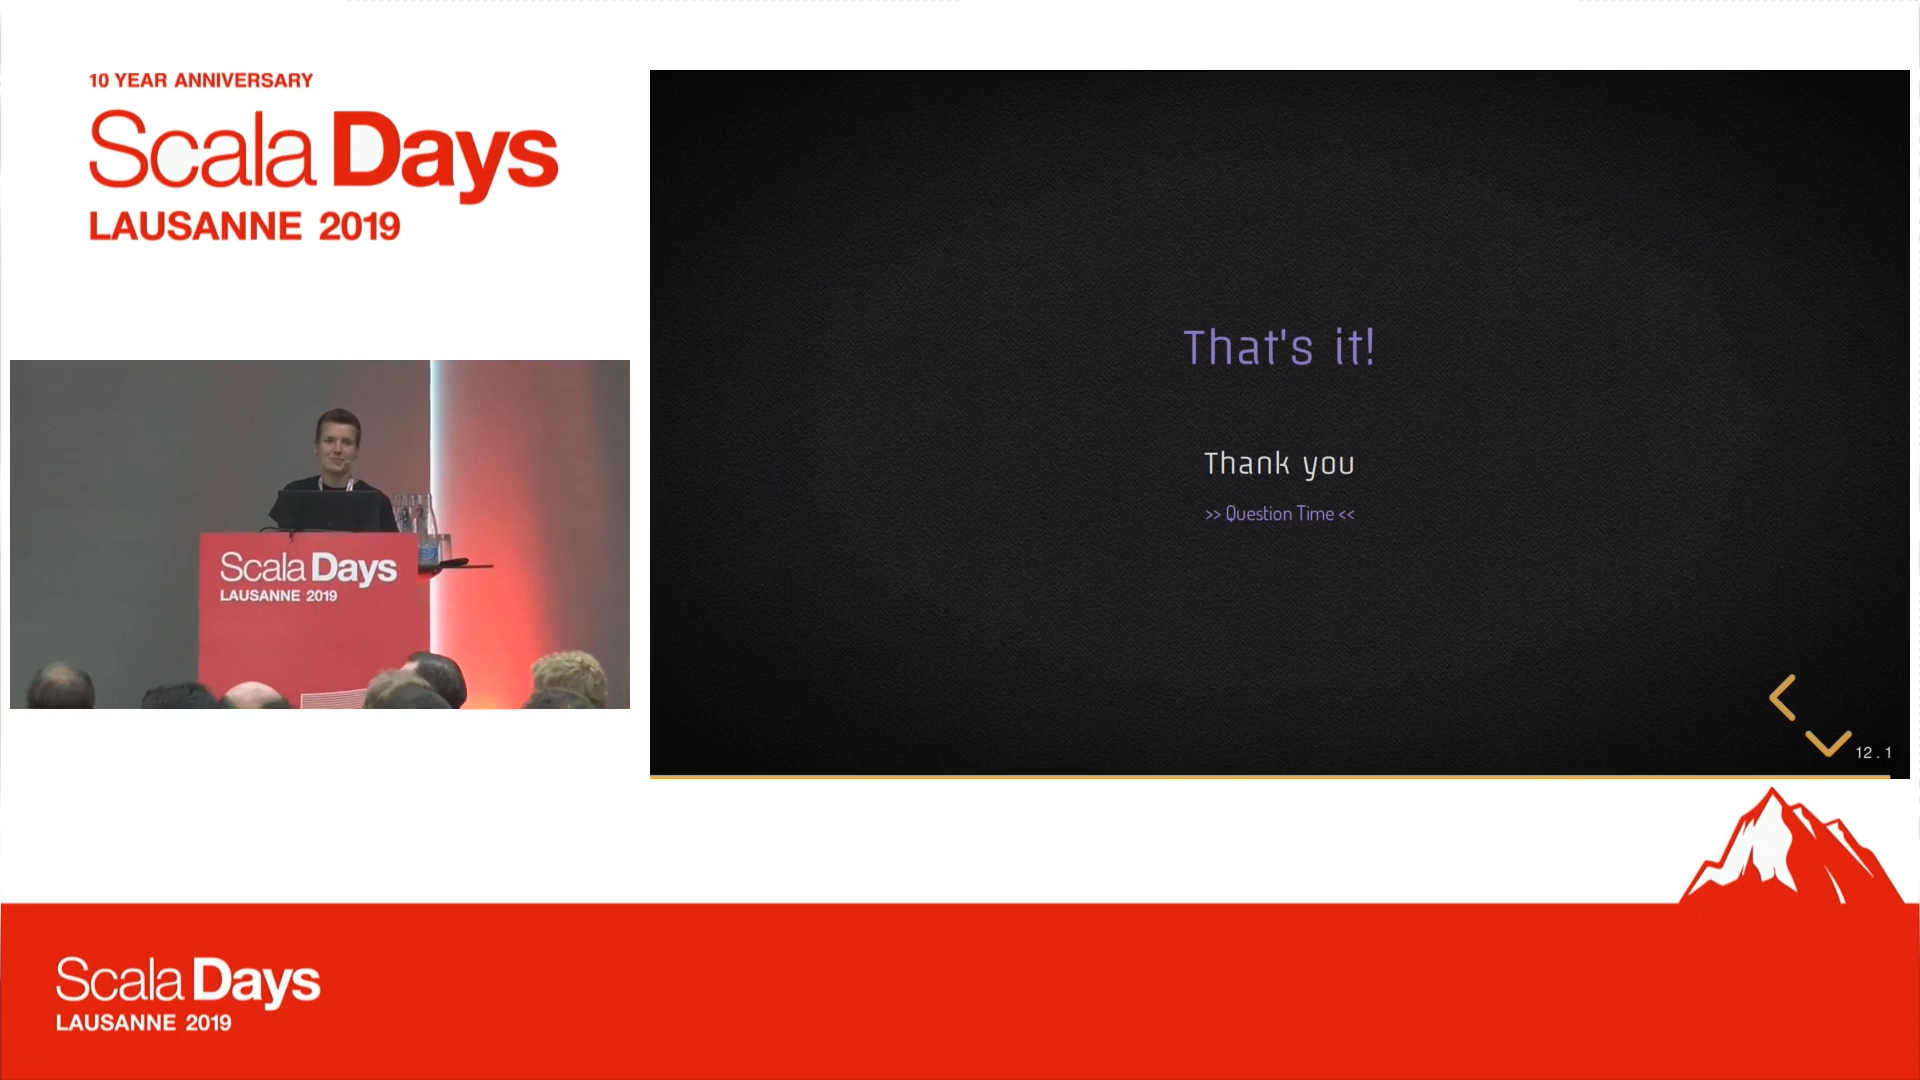 10 YEAR ANNIVERSARY
Scala Days
LAUSANNE 2019
Scala Days
LAUSANNE 2019
That's it!
Thank you
>> Question Time <<
12.1
Scala Days
LAUSANNE 2019